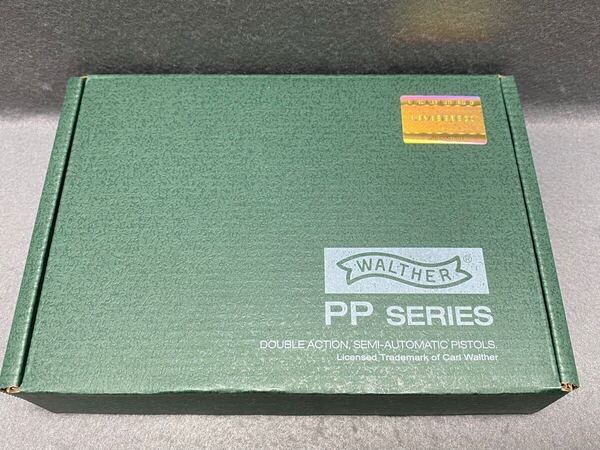 WALTHER®
PP SERIES
DOUBLE ACTION, SEMI-AUTOMATIC PISTOLS.
Licensed Trademark of Carl Walther